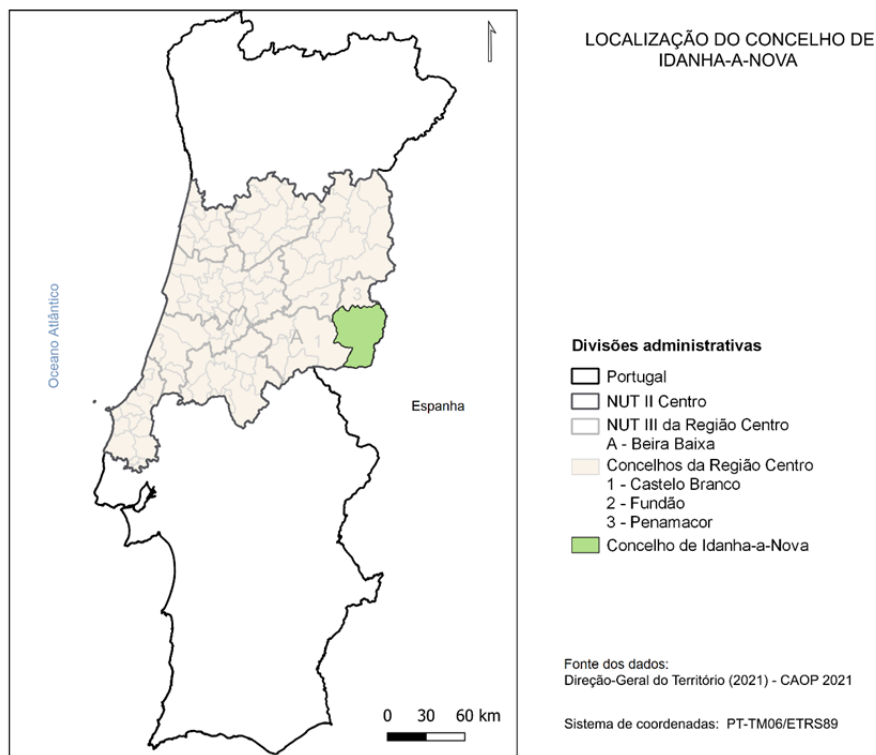 LOCALIZAÇÃO DO CONCELHO DE
IDANHA-A-NOVA
Oceano Atlântico
3
2
A
1
Espanha
0 30 60 km
Divisões administrativas
Portugal
NUT II Centro
NUT III da Região Centro
A - Beira Baixa
Concelhos da Região Centro
1 - Castelo Branco
2 - Fundão
3 - Penamacor
Concelho de Idanha-a-Nova
Fonte dos dados:
Direção-Geral do Território (2021) - CAOP 2021
Sistema de coordenadas: PT-TM06/ETRS89